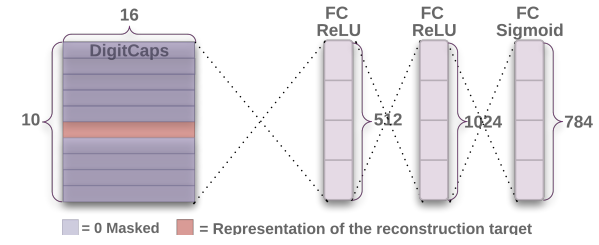 16
FC
ReLU
FC
ReLU
FC
Sigmoid
DigitCaps
10
512
1024
784
= 0 Masked
= Representation of the reconstruction target